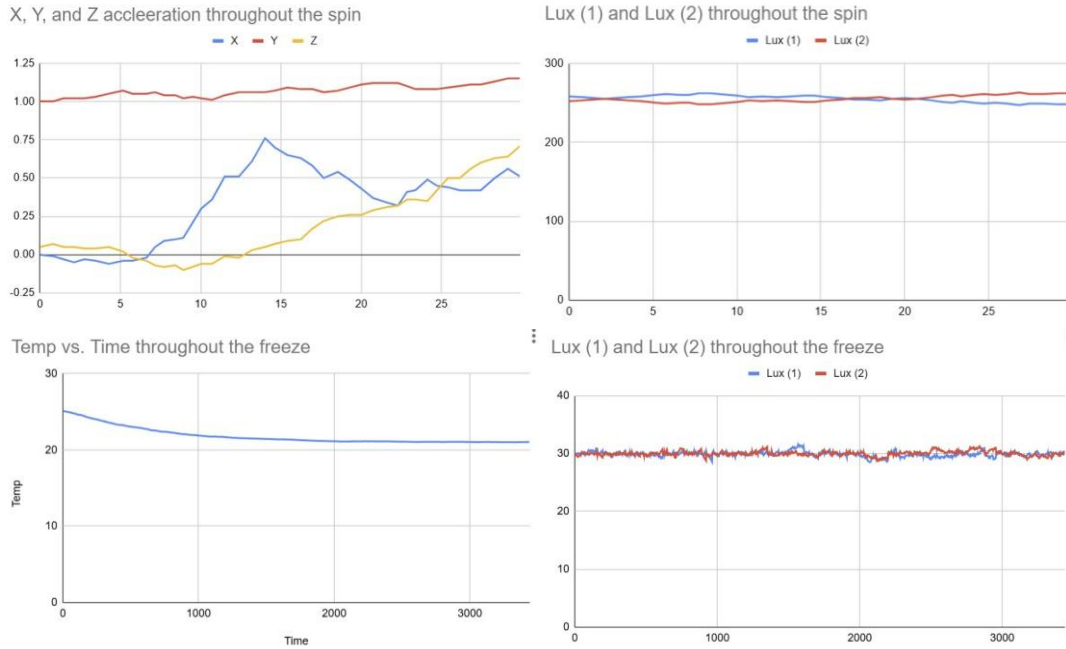 X, Y, and Z accleeration throughout the spin
X Y Z
1.25
1.00
0.75
0.50
0.25
0.00
-0.25
0 5 10 15 20 25
Lux (1) and Lux (2) throughout the spin
Lux (1) Lux (2)
300
200
100
0
0 5 10 15 20 25
Temp vs. Time throughout the freeze
30
20
10
0
Temp
0 1000 2000 3000
Time
Lux (1) and Lux (2) throughout the freeze
Lux (1) Lux (2)
40
30
20
10
0
0 1000 2000 3000